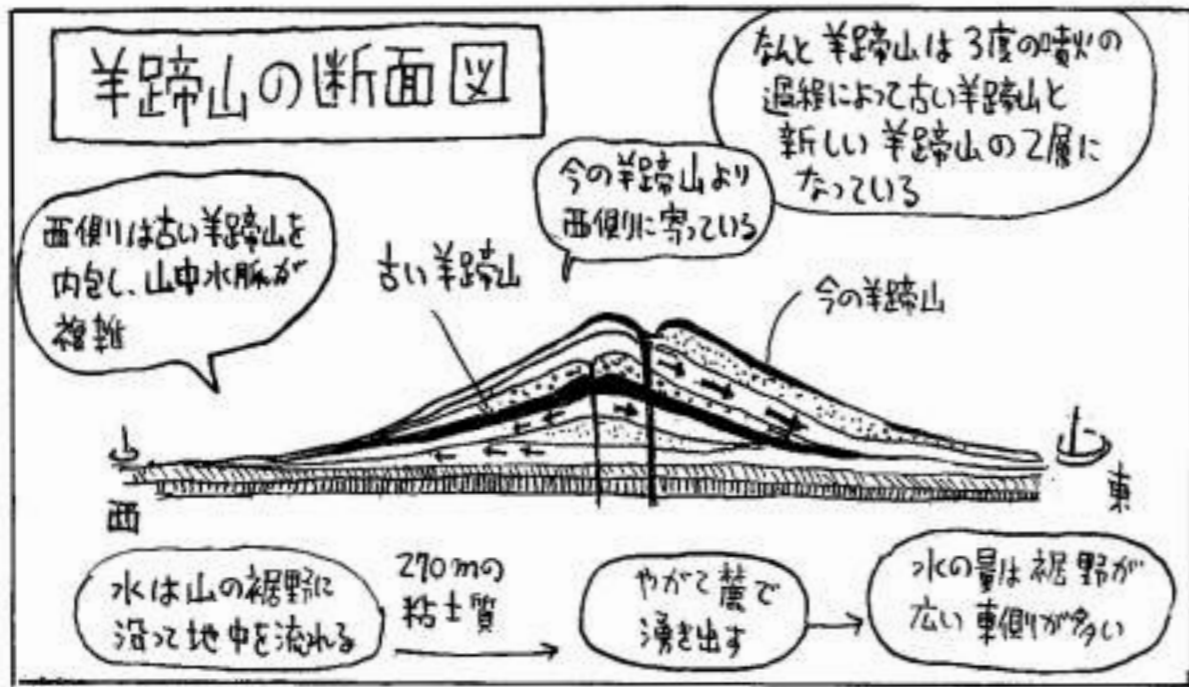 羊蹄山の断面図
なんと羊蹄山は3度の噴火の
過程によって古い羊蹄山と
新しい羊蹄山の2層に
なっている
今の羊蹄山より
西側に寄っている
西側は古い羊蹄山を
内包し、山中水脈が
複雑
古い羊蹄山
今の羊蹄山
西
東
水は山の裾野に
沿って地中を流れる
270mの
粘土質
やがて麓で
湧き出す
水の量は裾野が
広い東側が多い